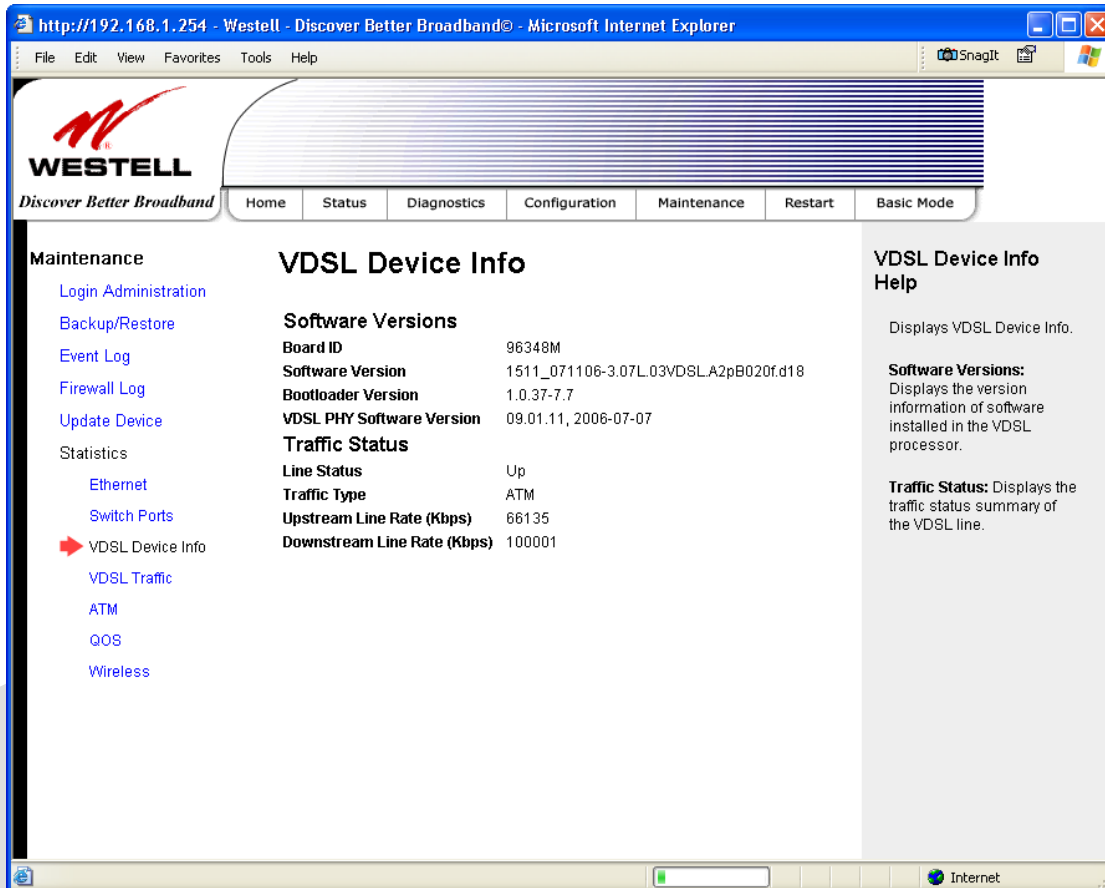 http://192.168.1.254 - Westell - Discover Better Broadband© - Microsoft Internet Explorer
File Edit View Favorites Tools Help SnagIt
WESTELL
Discover Better Broadband
Home Status Diagnostics Configuration Maintenance Restart Basic Mode
Maintenance
Login Administration
Backup/Restore
Event Log
Firewall Log
Update Device
Statistics
Ethernet
Switch Ports
VDSL Device Info
VDSL Traffic
ATM
QOS
Wireless
VDSL Device Info
Software Versions
Board ID 96348M
Software Version 1511_071106-3.07L.03VDSL.A2pB020f.d18
Bootloader Version 1.0.37-7.7
VDSL PHY Software Version 09.01.11, 2006-07-07
Traffic Status
Line Status Up
Traffic Type ATM
Upstream Line Rate (Kbps) 66135
Downstream Line Rate (Kbps) 100001
VDSL Device Info
Help
Displays VDSL Device Info.
Software Versions:
Displays the version
information of software
installed in the VDSL
processor.
Traffic Status: Displays the
traffic status summary of
the VDSL line.
Internet